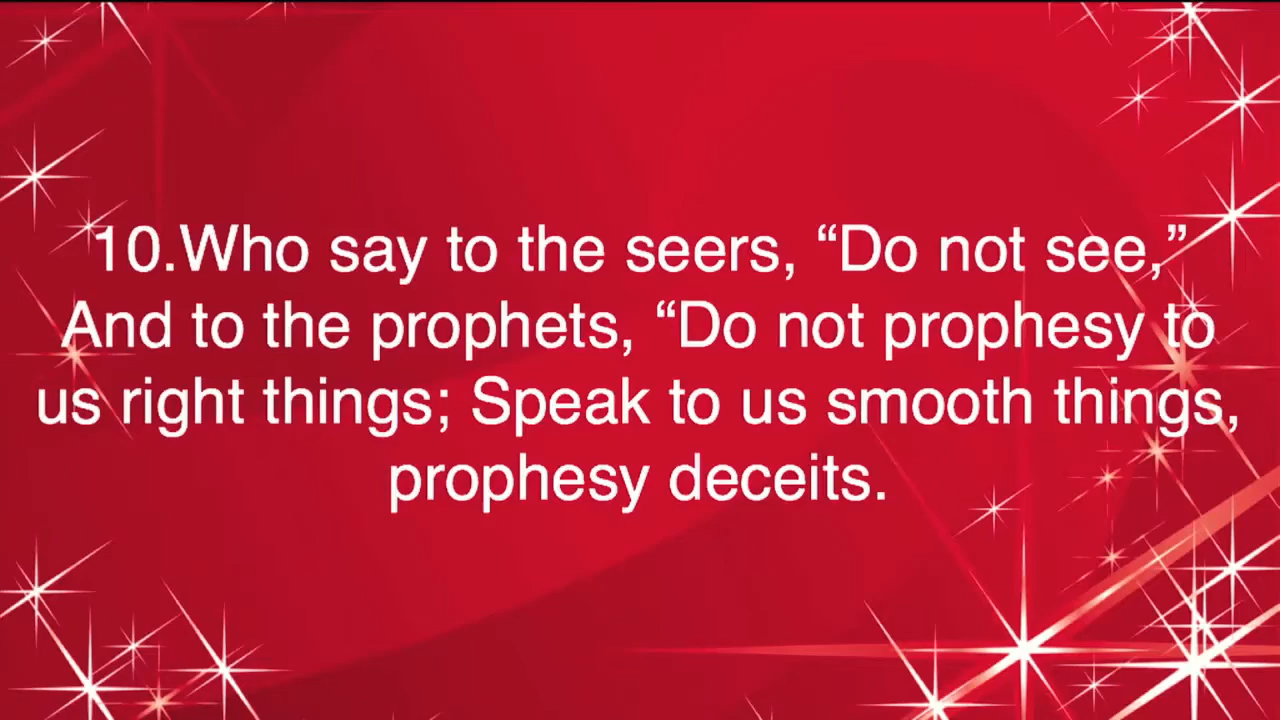 10.Who say to the seers, “Do not see,”
And to the prophets, “Do not prophesy to
us right things; Speak to us smooth things,
prophesy deceits.